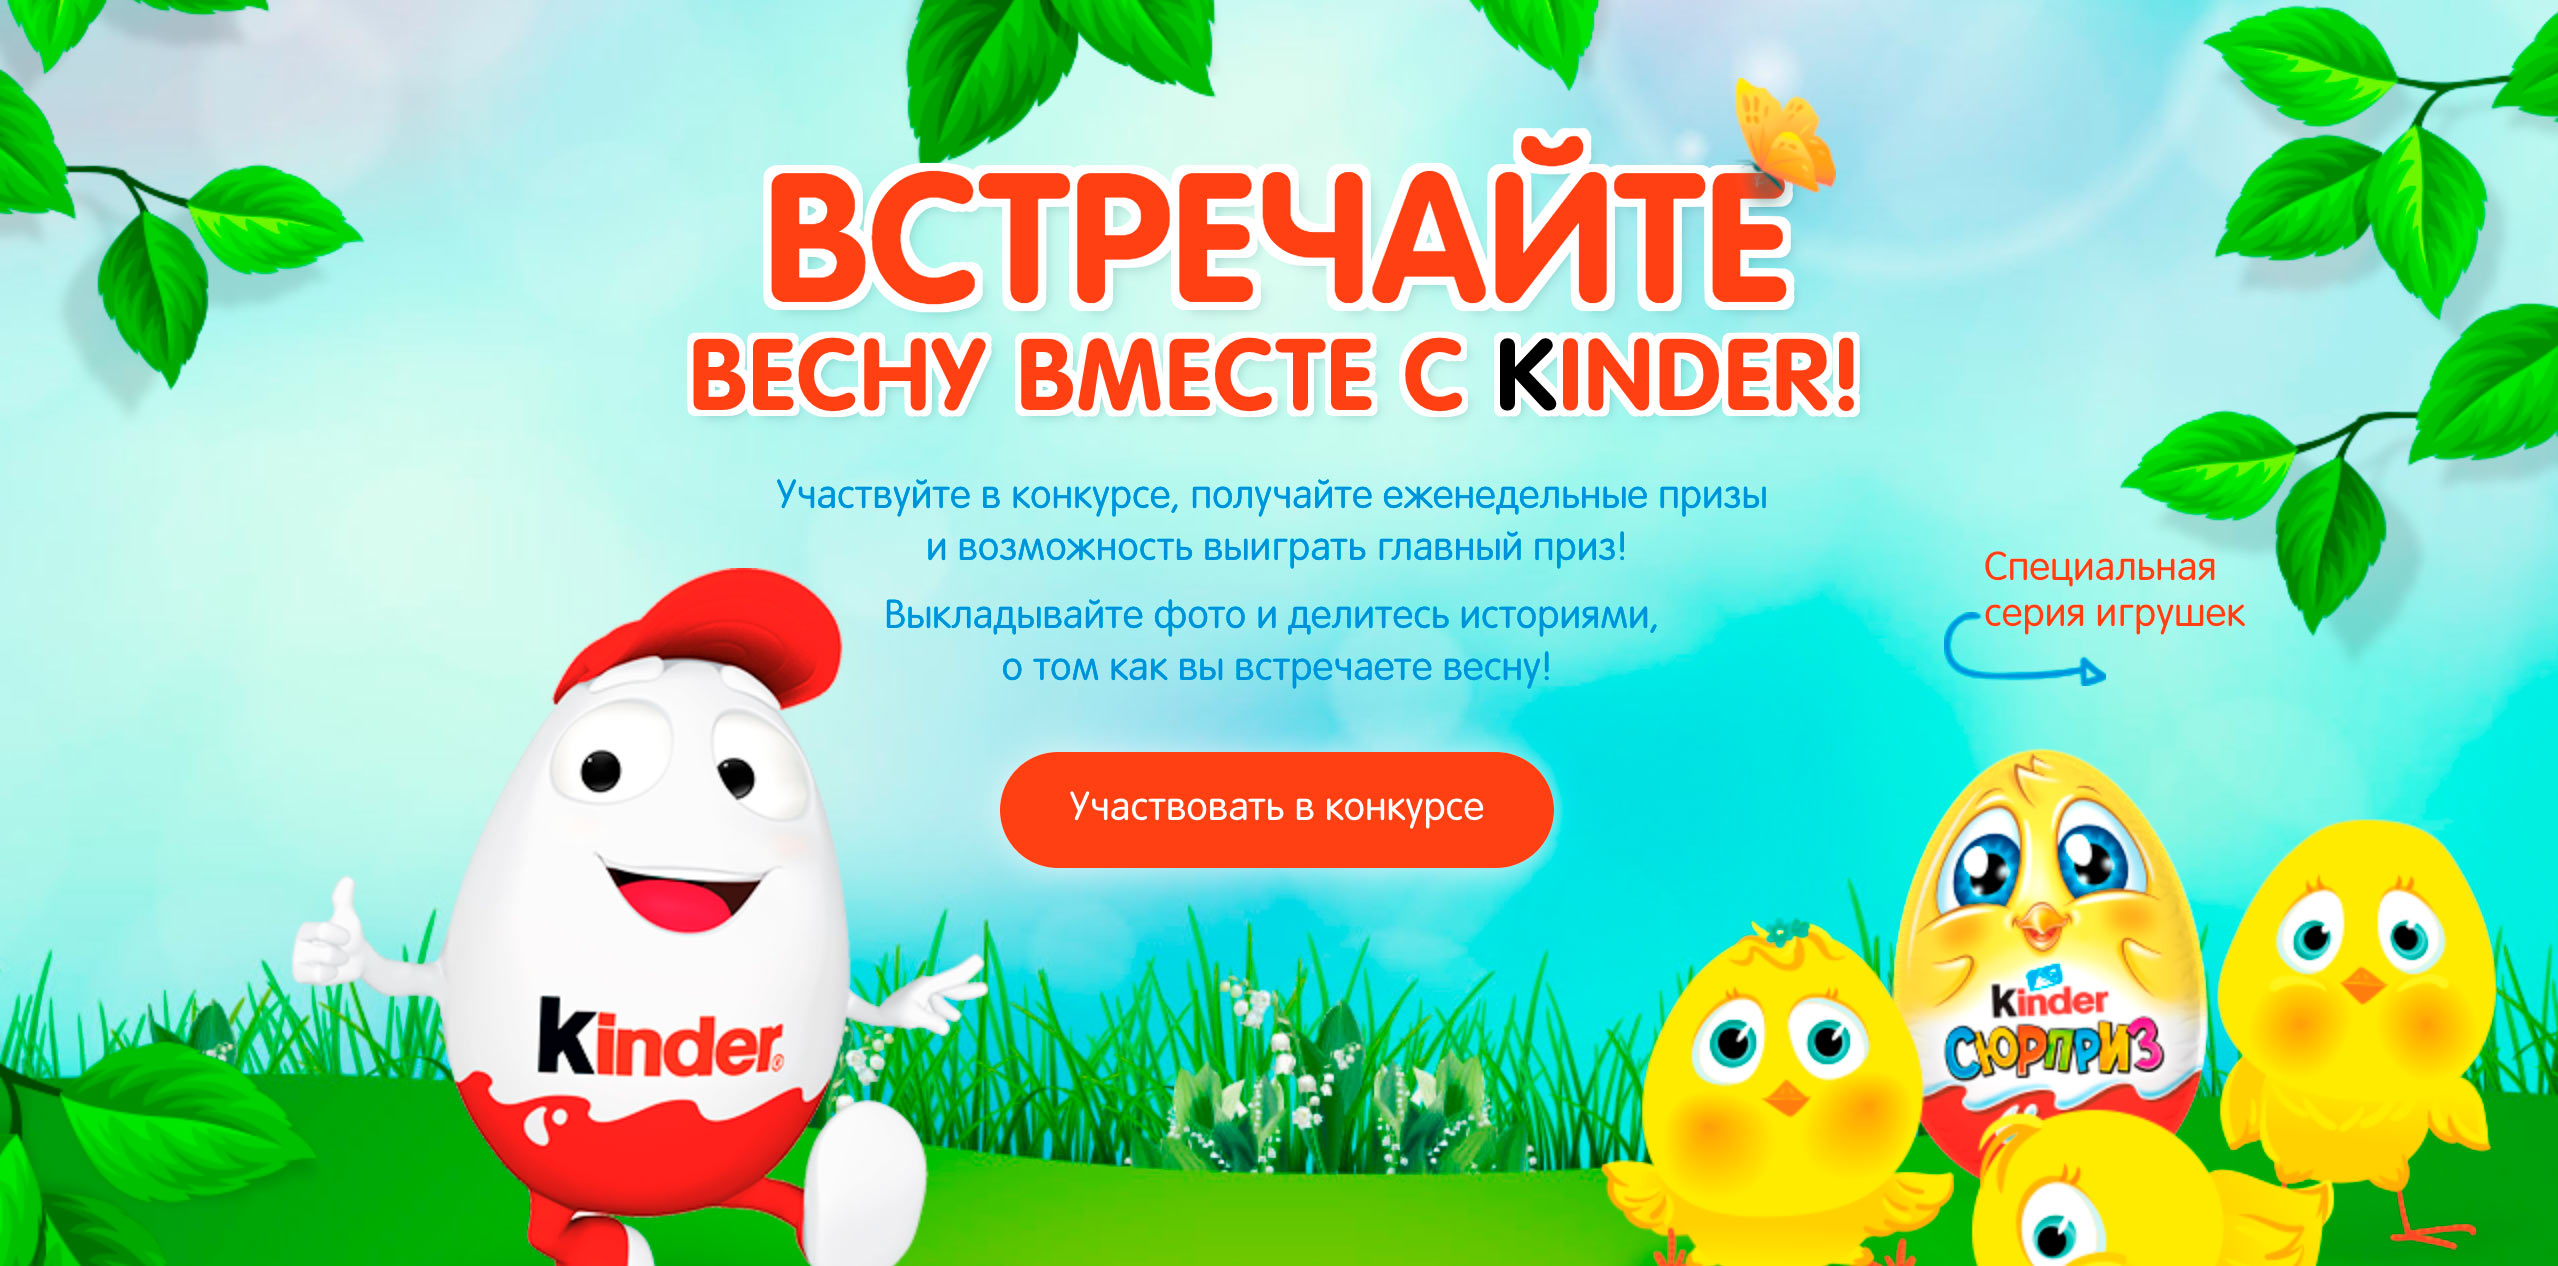 ВСТРЕЧАЙТЕ
ВЕСНУ ВМЕСТЕ С KINDER!
Участвуйте в конкурсе, получайте еженедельные призы
и возможность выиграть главный приз!
Выкладывайте фото и делитесь историями,
о том как вы встречаете весну!
Специальная
серия игрушек
Участвовать в конкурсе
Kinder
Kinder
СЮРПРИЗ